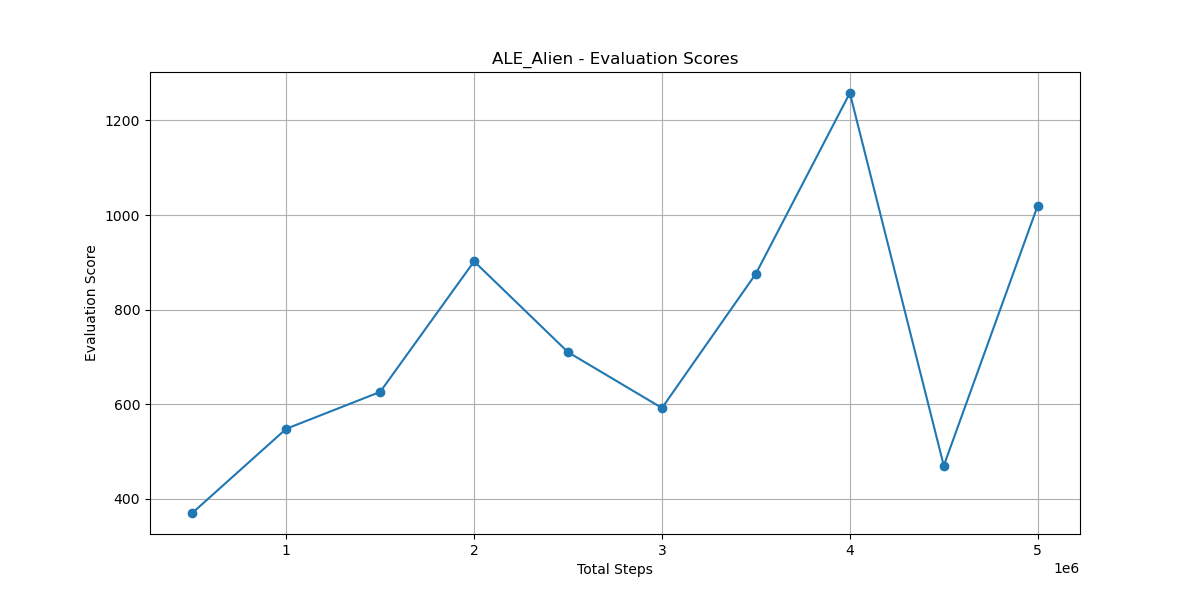 ALE_Alien - Evaluation Scores
Evaluation Score
1200
1000
800
600
400
1 2 3 4 5
1e6
Total Steps